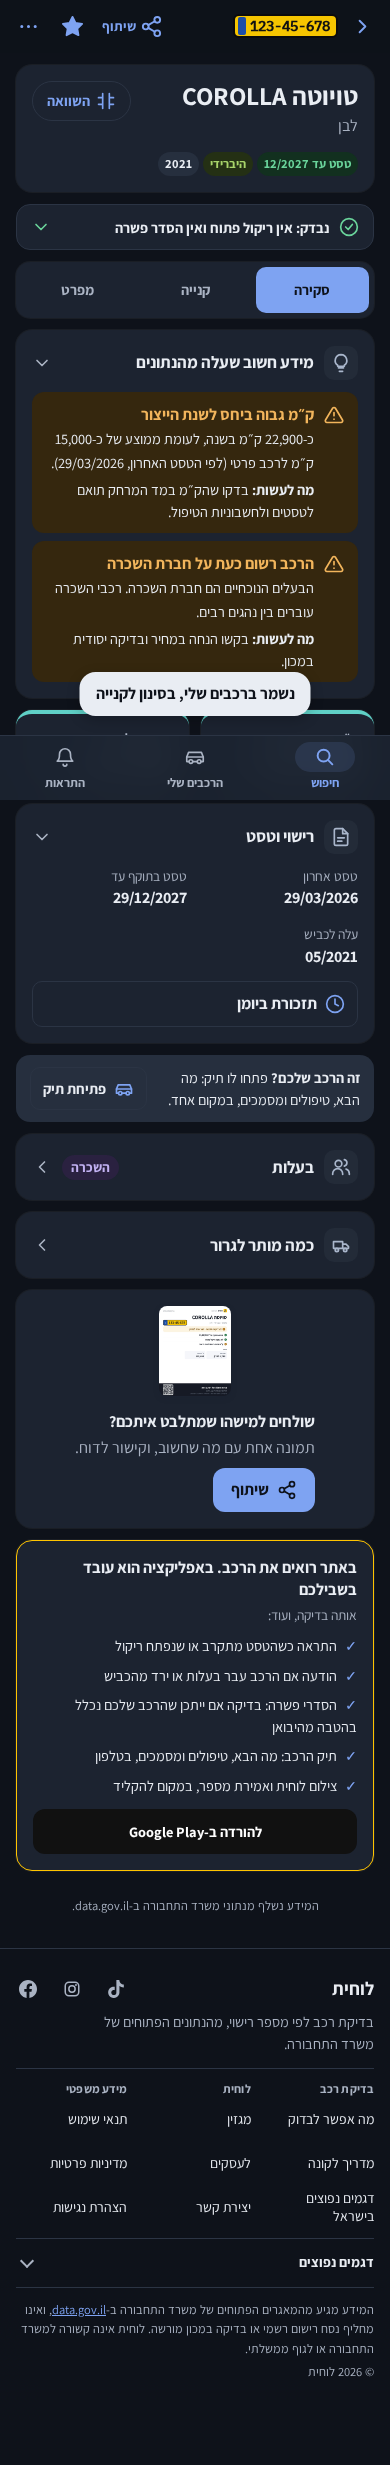 123-45-678
שיתוף
טויוטה COROLLA
השוואה
לבן
טסט עד 12/2027
היברידי
2021
נבדק: אין ריקול פתוח ואין הסדר פשרה
סקירה
קנייה
מפרט
מידע חשוב שעלה מהנתונים
ק״מ גבוה ביחס לשנת הייצור
כ-22,900 ק״מ בשנה, לעומת ממוצע של כ-15,000
ק״מ לרכב פרטי (לפי הטסט האחרון, 29/03/2026).
מה לעשות: בדקו שהק״מ במד המרחק תואם
לטסטים ולחשבוניות הטיפול.
הרכב רשום כעת על חברת השכרה
הבעלים הנוכחיים הם חברת השכרה. רכבי השכרה
עוברים בין נהגים רבים.
מה לעשות: בקשו הנחה במחיר ובדיקה יסודית
במכון.
נשמר ברכבים שלי, בסינון לקנייה
חיפוש
הרכבים שלי
התראות
רישוי וטסט
טסט אחרון
29/03/2026
טסט בתוקף עד
29/12/2027
עלה לכביש
05/2021
תזכורת ביומן
זה הרכב שלכם? פתחו לו תיק: מה
הבא, טיפולים ומסמכים, במקום אחד.
פתיחת תיק
בעלות
השכרה
כמה מותר לגרור
COROLLA טויוטה
שולחים למישהו שמתלבט איתכם?
תמונה אחת עם מה שחשוב, וקישור לדוח.
שיתוף
באתר רואים את הרכב. באפליקציה הוא עובד
בשבילכם
אותה בדיקה, ועוד:
✓ התראה כשהטסט מתקרב או שנפתח ריקול
✓ הודעה אם הרכב עבר בעלות או ירד מהכביש
✓ הסדרי פשרה: בדיקה אם ייתכן שהרכב שלכם נכלל
בהטבה מהיבואן
✓ תיק הרכב: מה הבא, טיפולים ומסמכים, בטלפון
✓ צילום לוחית ואמירת מספר, במקום להקליד
להורדה ב-Google Play
המידע נשלף מנתוני משרד התחבורה ב-data.gov.il.
לוחית
בדיקת רכב לפי מספר רישוי, מהנתונים הפתוחים של
משרד התחבורה.
בדיקת רכב
מה אפשר לבדוק
מדריך לקונה
דגמים נפוצים
בישראל
לוחית
מגזין
לעסקים
יצירת קשר
מידע משפטי
תנאי שימוש
מדיניות פרטיות
הצהרת נגישות
דגמים נפוצים
המידע מגיע מהמאגרים הפתוחים של משרד התחבורה ב-data.gov.il, ואינו
מחליף נסח רישום רשמי או בדיקה במכון מורשה. לוחית אינה קשורה למשרד
התחבורה או לגוף ממשלתי.
© 2026 לוחית